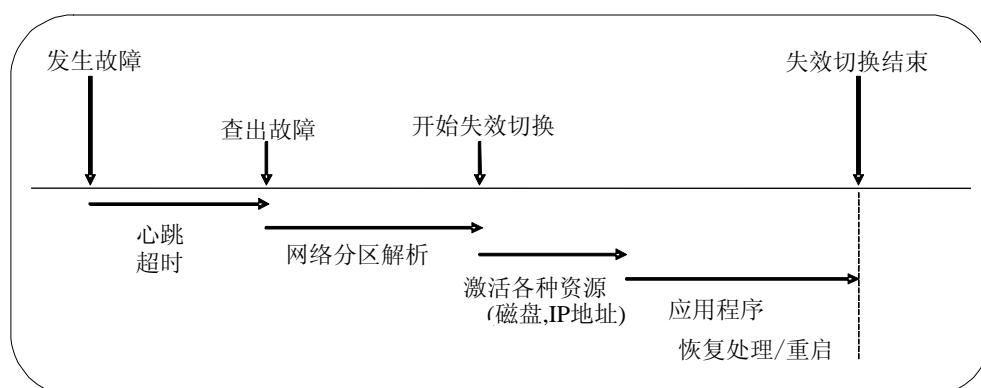 发生故障
失效切换结束
查出故障
开始失效切换
心跳
超时
网络分区解析
激活各种资源
(磁盘,IP地址)
应用程序
恢复处理/重启